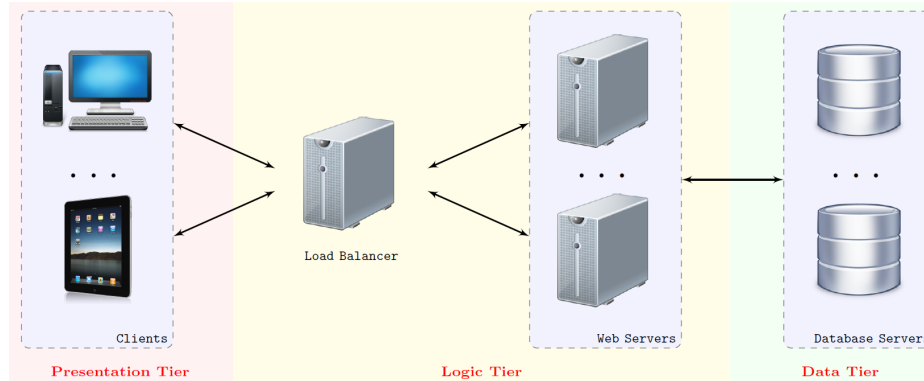 Load Balancer
Clients
Web Servers
Database Server
Presentation Tier
Logic Tier
Data Tier